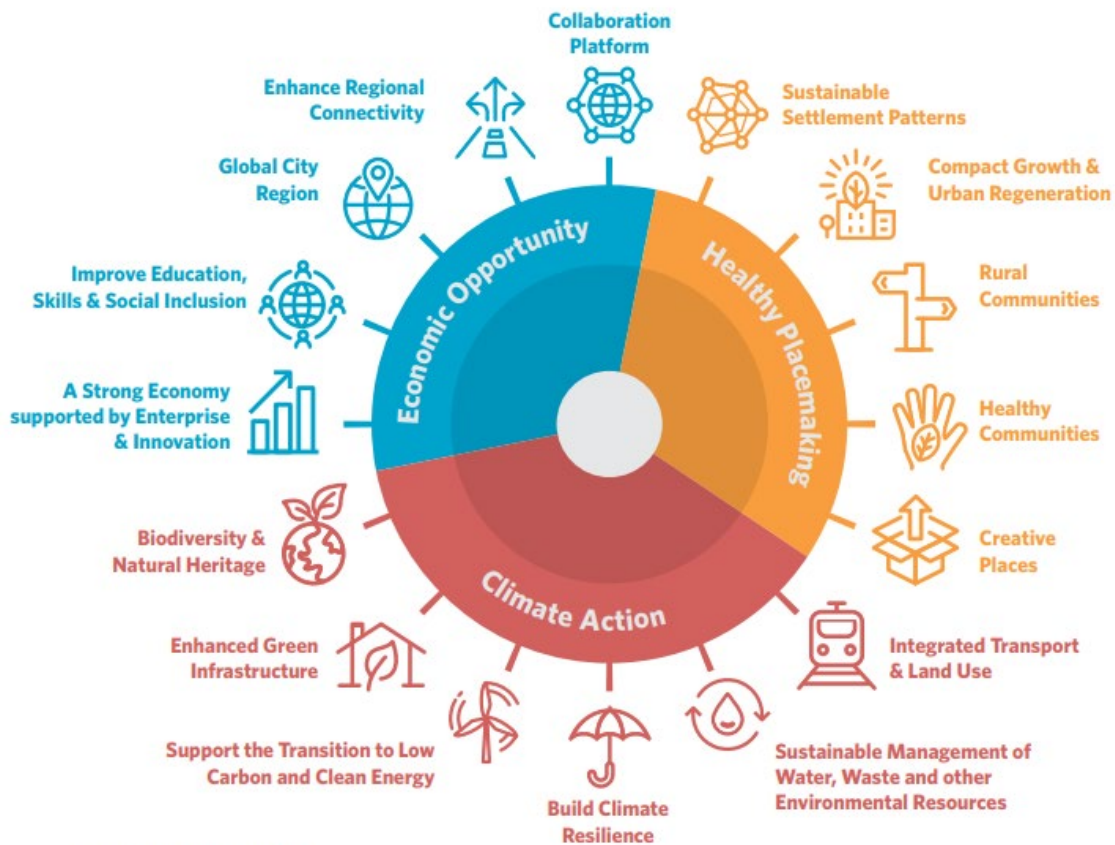 Collaboration
Platform
Sustainable
Settlement Patterns
Compact Growth &
Urban Regeneration
Rural
Communities
Healthy
Communities
Creative
Places
Integrated Transport
& Land Use
Sustainable Management of
Water, Waste and other
Environmental Resources
Build Climate
Resilience
Support the Transition to Low
Carbon and Clean Energy
Enhanced Green
Infrastructure
Biodiversity &
Natural Heritage
A Strong Economy
supported by Enterprise
& Innovation
Improve Education,
Skills & Social Inclusion
Global City
Region
Enhance Regional
Connectivity
Economic Opportunity
Healthy Placemaking
Climate Action